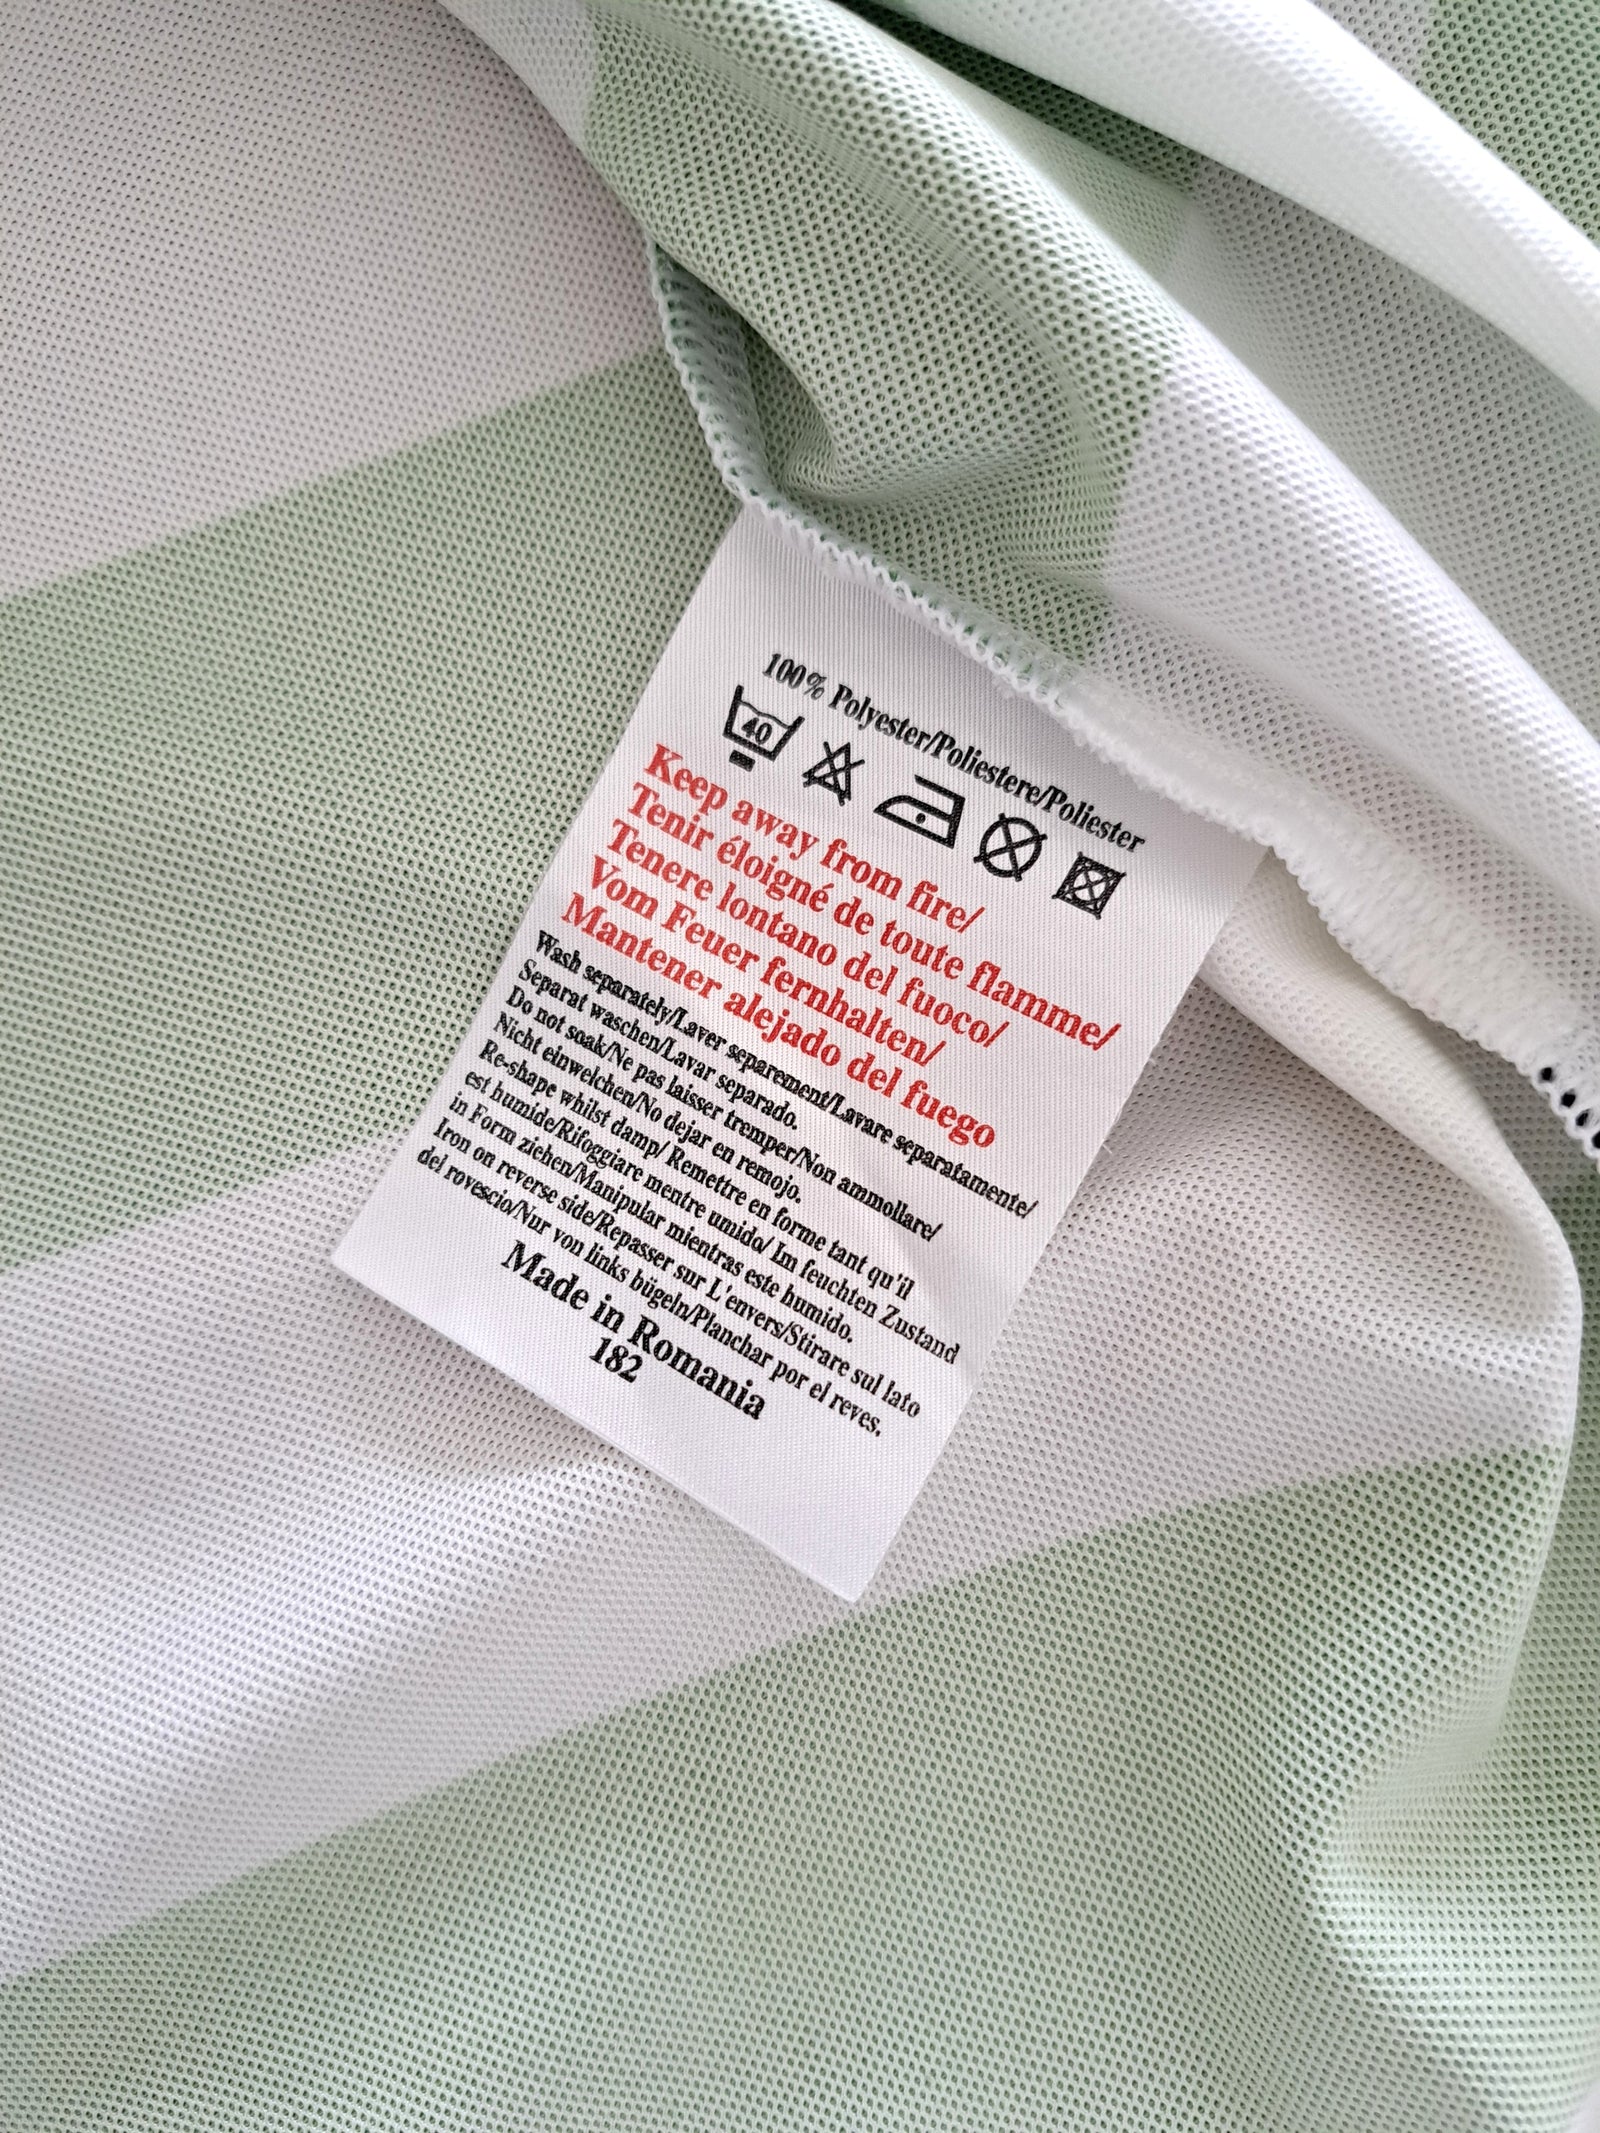 100% Polyester/Poliestere/Poliester
40
Keep away from fire/
Tenir éloigné de toute flamme/
Tenere lontano del fuoco/
Vom Feuer fernhalten/
Mantener alejado del fuego
Wash separately/Laver separement/Lavare separatamente/
Separat waschen/Lavar separado.
Do not soak/Ne pas laisser tremper/Non ammollare/
Nicht einwelchen/No dejar en remojo.
Re-shape whilst damp/ Remettre en forme tant qu'il
est humide/Rifoggiare mentre umido/ Im feuchten Zustand
in Form ziehen/Manipular mientras este humido.
Iron on reverse side/Repasser sur L'envers/Stirare sul lato
del rovescio/Nur von links bügeln/Planchar por el reves.
Made in Romania
182